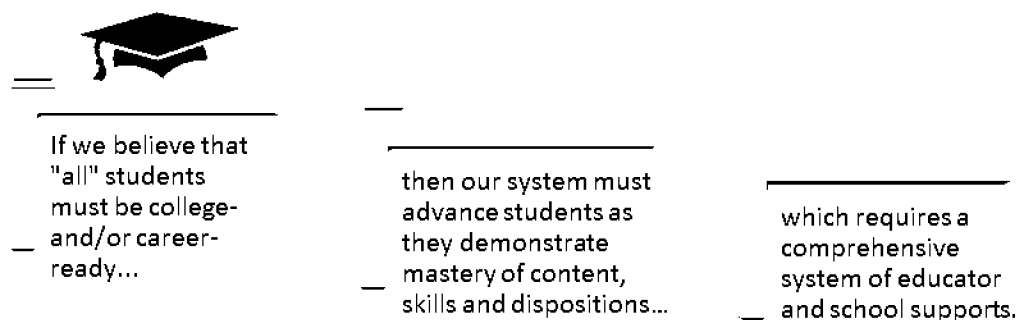 If we believe that
"all" students
must be college-
and/or career-
ready...
then our system must
advance students as
they demonstrate
mastery of content,
skills and dispositions...
which requires a
comprehensive
system of educator
and school supports.